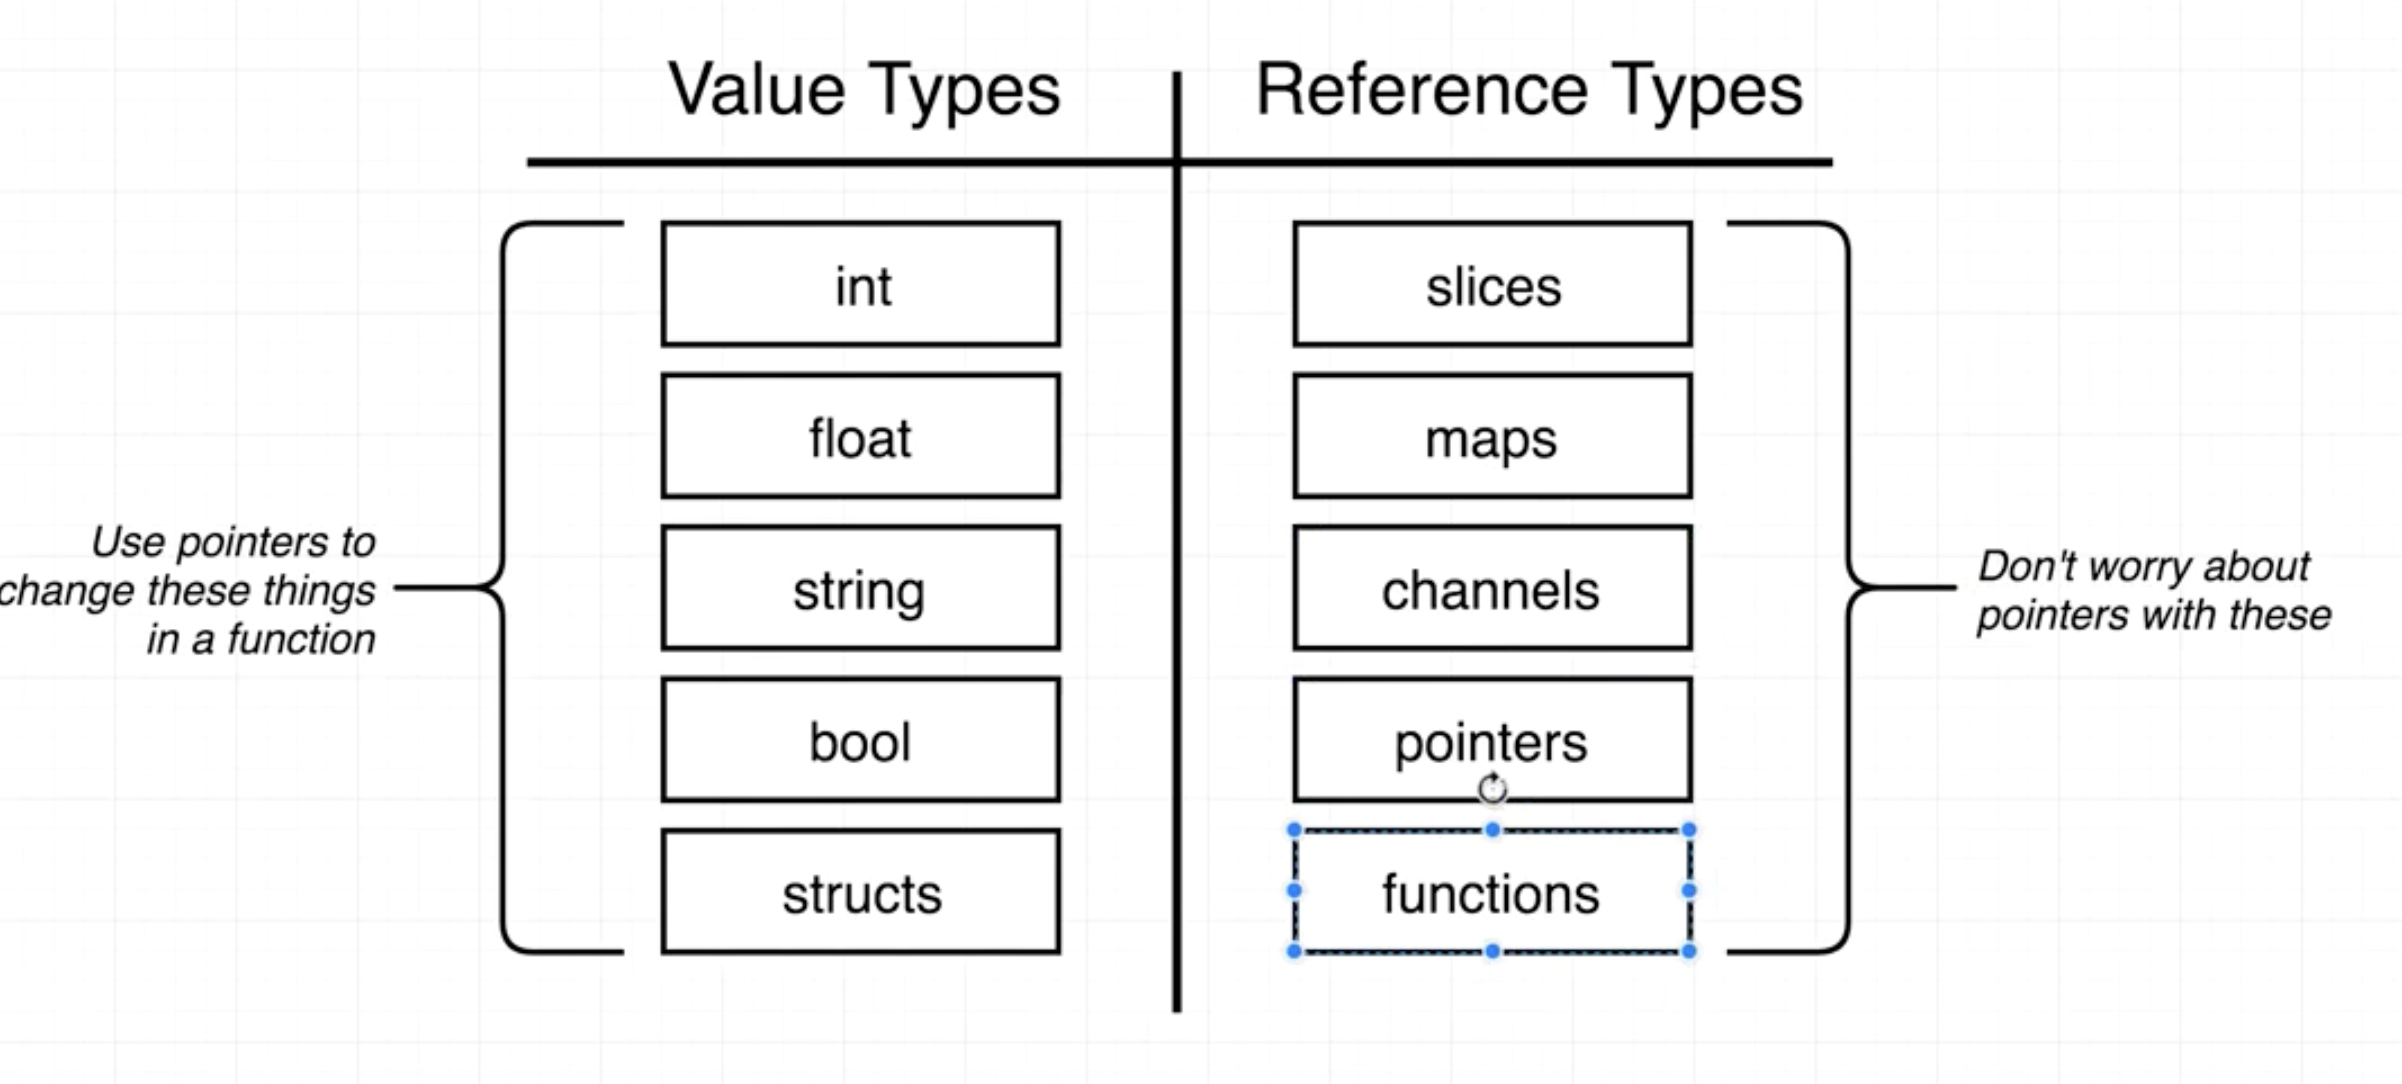 Value Types
Reference Types
int
float
string
bool
structs
slices
maps
channels
pointers
functions
Use pointers to
change these things
in a function
Don't worry about
pointers with these